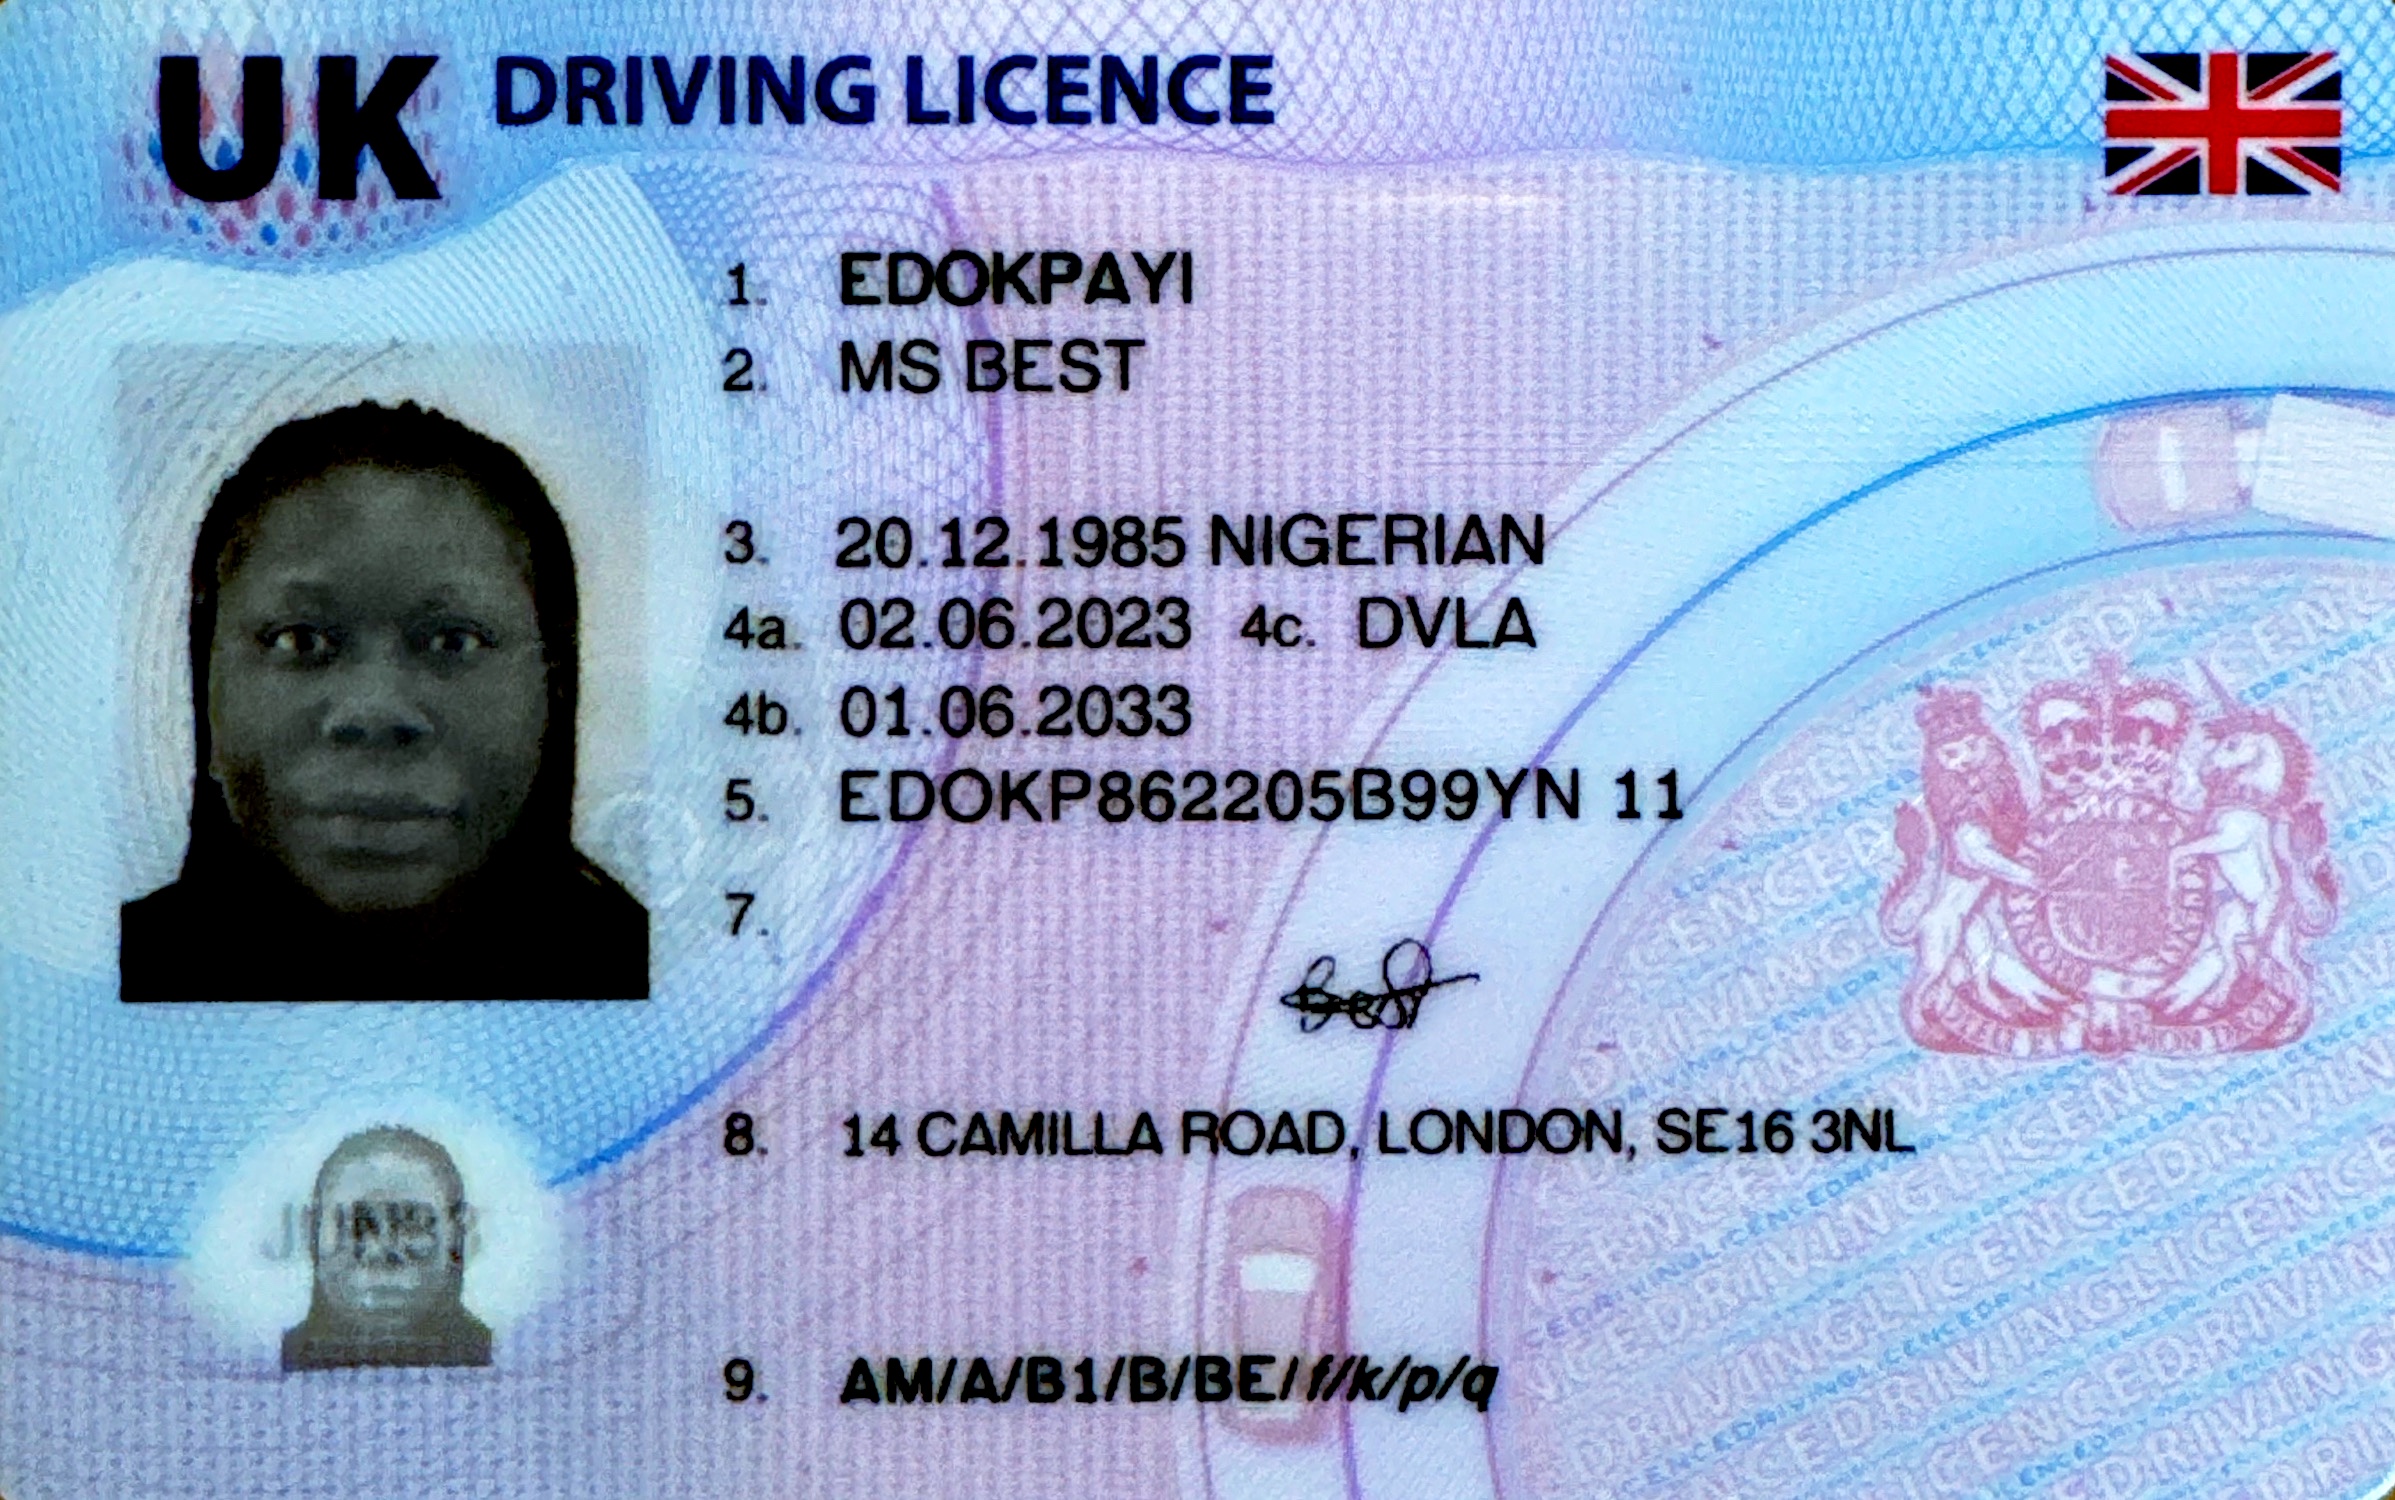 UK DRIVING LICENCE
1. EDOKPAYI
2. MS BEST
3. 20.12.1985 NIGERIAN
4a. 02.06.2023 4c. DVLA
4b. 01.06.2033
5. EDOKP862205B99YN 11
7.
Best
8. 14 CAMILLA ROAD, LONDON, SE16 3NL
9. AM/A/B1/B/BE/f/k/p/q